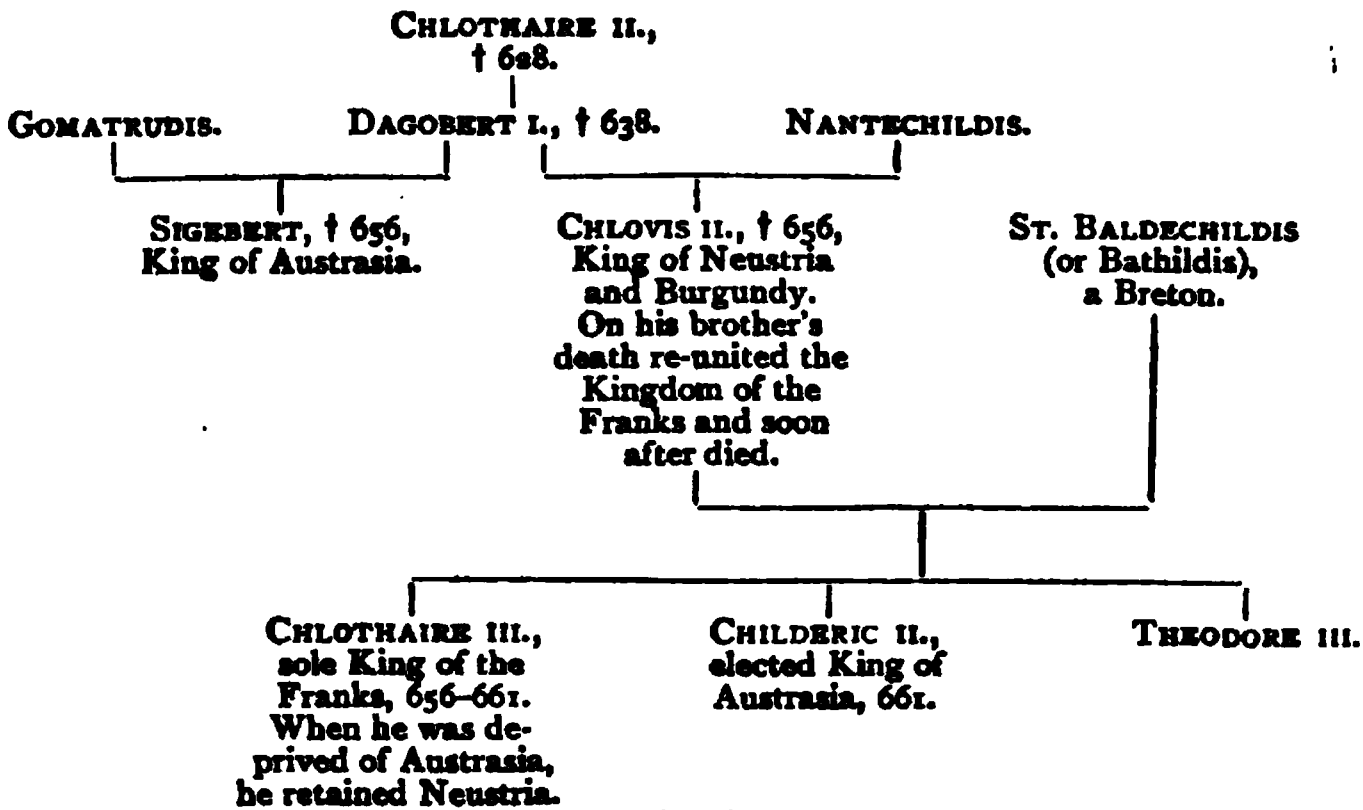 CHLOTHAIRE II.,
† 628.
GOMATRUDIS. DAGOBERT I., † 638. NANTECHILDIS.
SIGEBERT, † 656,
King of Austrasia.
CHLOVIS II., † 656,
King of Neustria
and Burgundy.
On his brother's
death re-united the
Kingdom of the
Franks and soon
after died.
ST. BALDECHILDIS
(or Bathildis),
a Breton.
CHLOTHAIRE III.,
sole King of the
Franks, 656–661.
When he was de-
prived of Austrasia,
he retained Neustria.
CHILDERIC II.,
elected King of
Austrasia, 661.
THEODORE III.